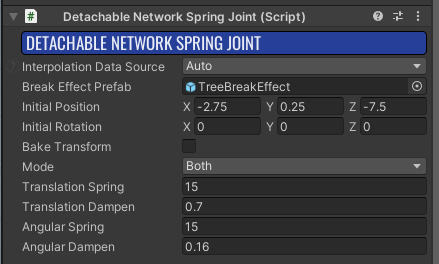 # Detachable Network Spring Joint (Script)
DETACHABLE NETWORK SPRING JOINT
Interpolation Data Source Auto
Break Effect Prefab TreeBreakEffect
Initial Position X -2.75 Y 0.25 Z -7.5
Initial Rotation X 0 Y 0 Z 0
Bake Transform
Mode Both
Translation Spring 15
Translation Dampen 0.7
Angular Spring 15
Angular Dampen 0.16